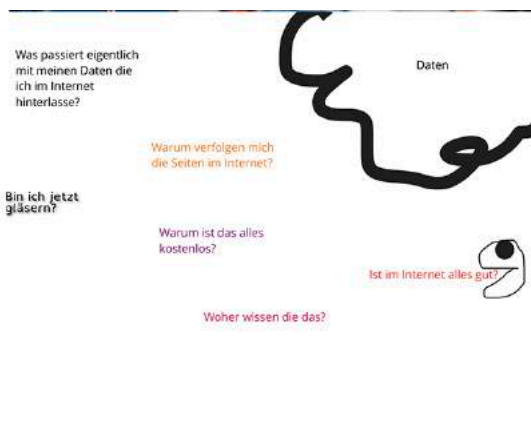 Was passiert eigentlich
mit meinen Daten die
ich im Internet
hinterlasse?
Daten
Warum verfolgen mich
die Seiten im Internet?
Bin ich jetzt
gläsern?
Warum ist das alles
kostenlos?
Ist im Internet alles gut?
Woher wissen die das?